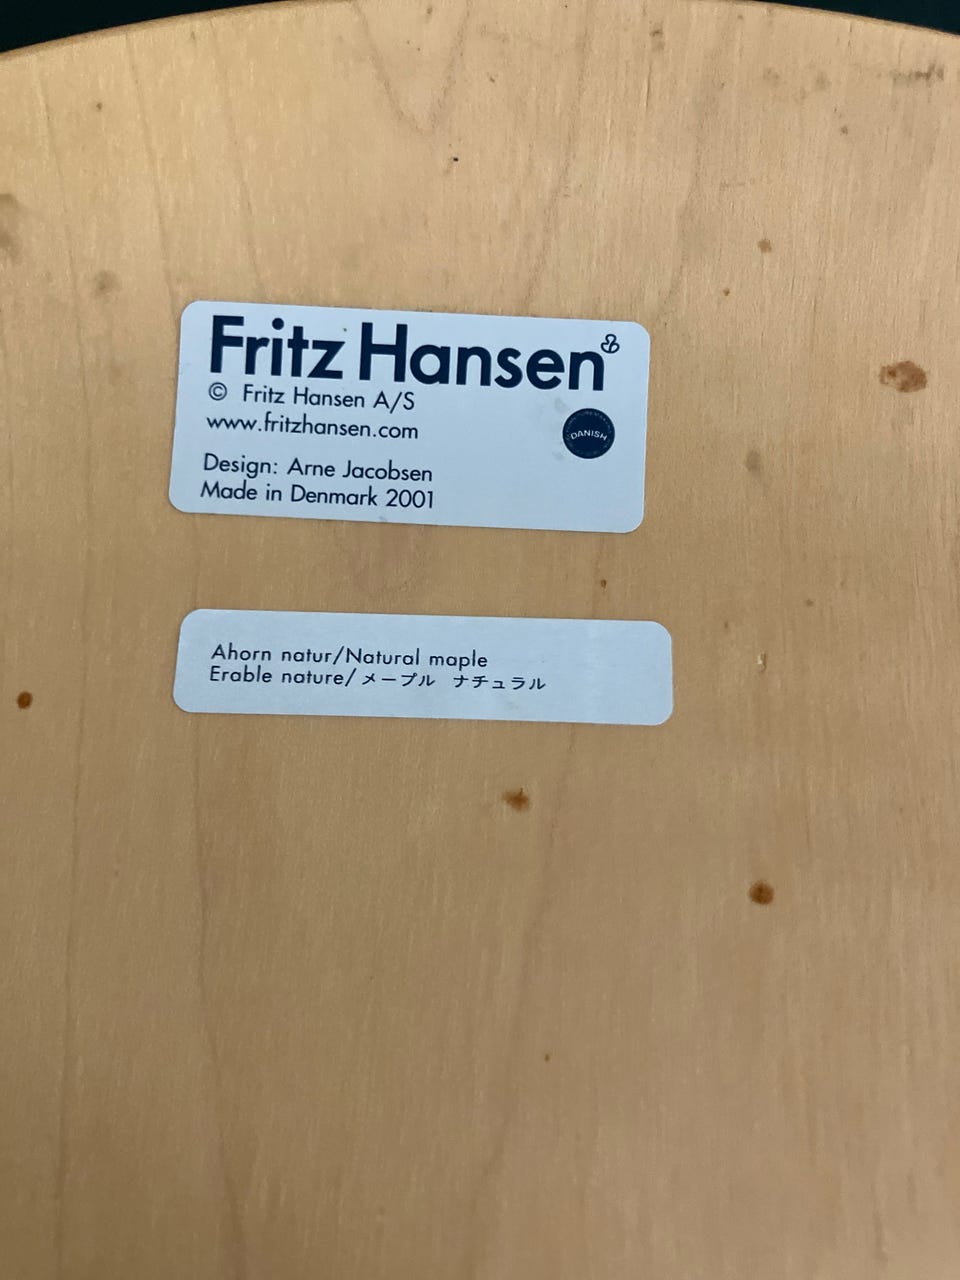 Fritz Hansen
© Fritz Hansen A/S
www.fritzhansen.com
DANISH
Design: Arne Jacobsen
Made in Denmark 2001
Ahorn natur/Natural maple
Erable nature/メープル ナチュラル